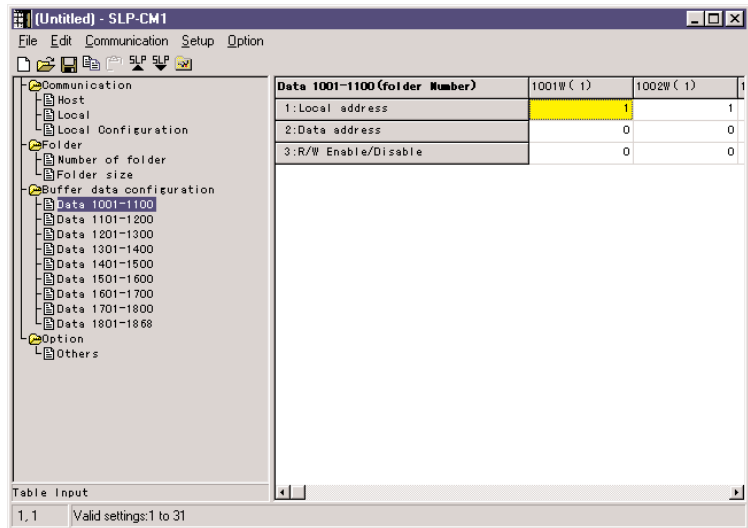 (Untitled) - SLP-CM1
File Edit Communication Setup Option
SLP SLP
Communication
Host
Local
Local Configuration
Folder
Number of folder
Folder size
Buffer data configuration
Data 1001-1100
Data 1101-1200
Data 1201-1300
Data 1301-1400
Data 1401-1500
Data 1501-1600
Data 1601-1700
Data 1701-1800
Data 1801-1868
Option
Others
Data 1001-1100(folder Number) 1001W( 1) 1002W( 1) 1
1:Local address 1 1
2:Data address 0 0
3:R/W Enable/Disable 0 0
Table Input
1, 1 Valid settings:1 to 31